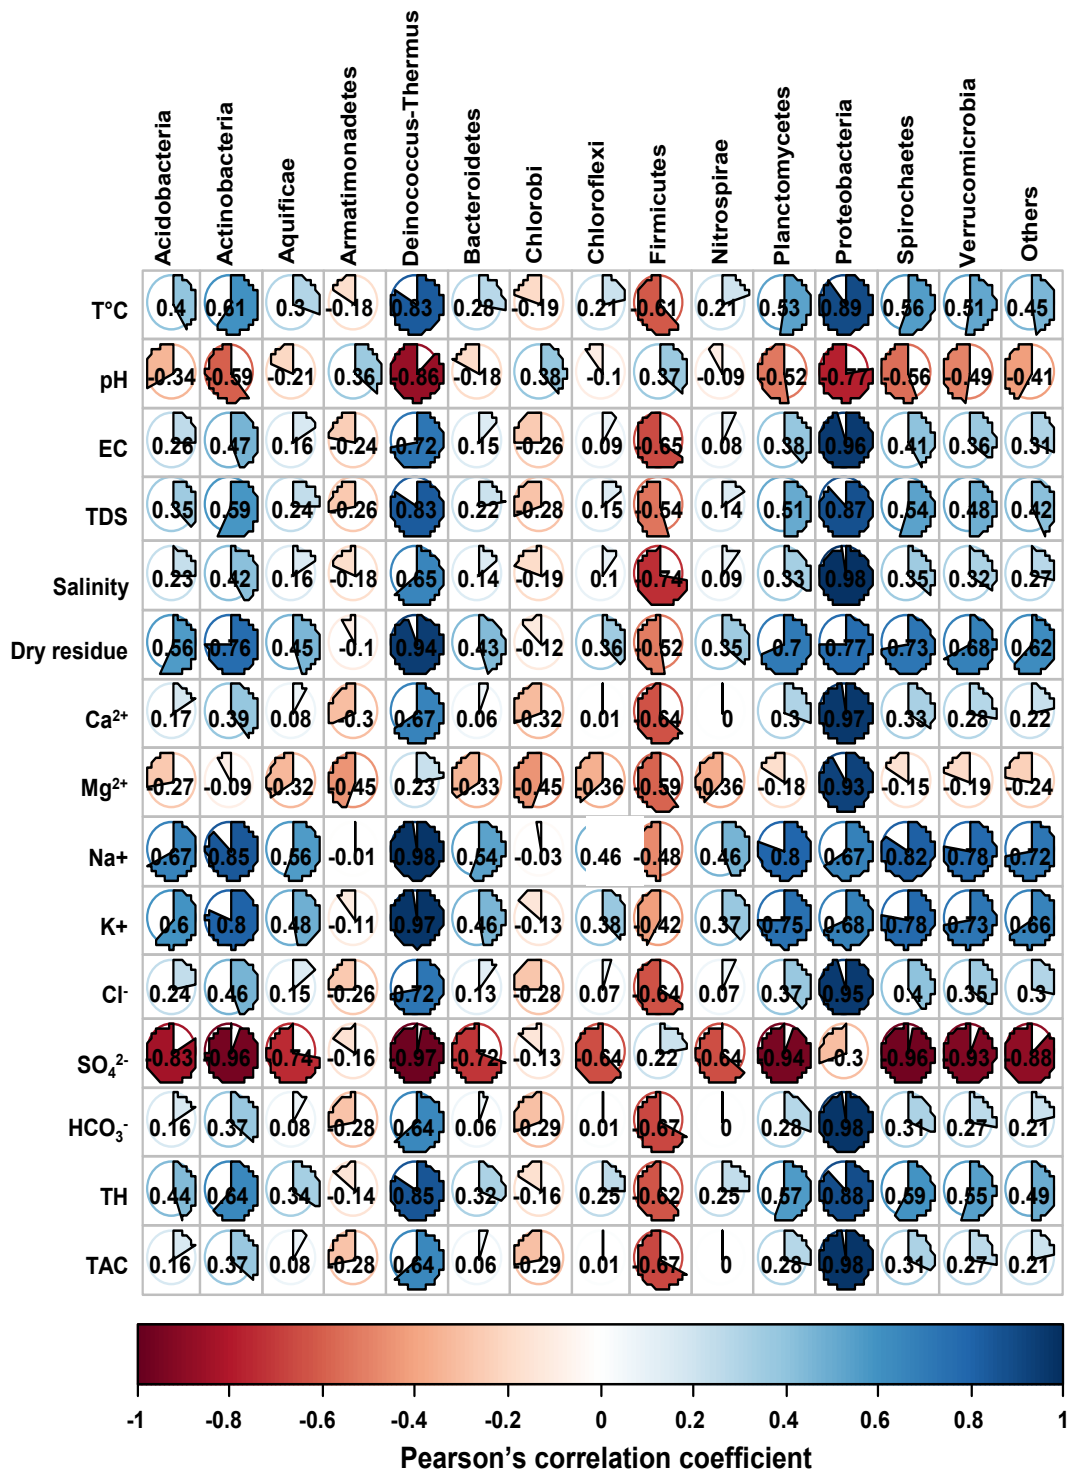 Acidobacteria
Actinobacteria
Aquificae
Armatimonadetes
Deinococcus-Thermus
Bacteroidetes
Chlorobi
Chloroflexi
Firmicutes
Nitrospirae
Planctomycetes
Proteobacteria
Spirochaetes
Verrucomicrobia
Others
T°C 0.4 0.61 0.3 -0.18 0.83 0.28 -0.19 0.21 -0.61 0.21 0.53 0.89 0.56 0.51 0.45
pH -0.34 -0.59 -0.21 0.36 -0.86 -0.18 0.38 -0.1 0.37 -0.09 -0.52 -0.77 -0.56 -0.49 -0.41
EC 0.26 0.47 0.16 -0.24 0.72 0.15 -0.26 0.09 -0.65 0.08 0.38 0.96 0.41 0.36 0.31
TDS 0.35 0.59 0.24 -0.26 0.83 0.22 -0.28 0.15 -0.54 0.14 0.51 0.87 0.54 0.48 0.42
Salinity 0.23 0.42 0.16 -0.18 0.65 0.14 -0.19 0.1 -0.74 0.09 0.33 0.98 0.35 0.32 0.27
Dry residue 0.56 0.76 0.45 -0.1 0.94 0.43 -0.12 0.36 -0.52 0.35 0.7 0.77 0.73 0.68 0.62
Ca²⁺ 0.17 0.39 0.08 -0.3 0.67 0.06 -0.32 0.01 -0.64 0 0.3 0.97 0.33 0.28 0.22
Mg²⁺ -0.27 -0.09 -0.32 -0.45 0.23 -0.33 -0.45 -0.36 -0.59 -0.36 -0.18 0.93 -0.15 -0.19 -0.24
Na+ 0.67 0.85 0.56 -0.01 0.98 0.54 -0.03 0.46 -0.48 0.46 0.8 0.67 0.82 0.78 0.72
K+ 0.6 0.8 0.48 -0.11 0.97 0.46 -0.13 0.38 -0.42 0.37 0.75 0.68 0.78 0.73 0.66
Cl⁻ 0.24 0.46 0.15 -0.26 0.72 0.13 -0.28 0.07 -0.64 0.07 0.37 0.95 0.4 0.35 0.3
SO₄²⁻ -0.83 -0.96 -0.74 -0.16 -0.97 -0.72 -0.13 -0.64 0.22 -0.64 -0.94 -0.3 -0.96 -0.93 -0.88
HCO₃⁻ 0.16 0.37 0.08 -0.28 0.64 0.06 -0.29 0.01 -0.67 0 0.28 0.98 0.31 0.27 0.21
TH 0.44 0.64 0.34 -0.14 0.85 0.32 -0.16 0.25 -0.62 0.25 0.57 0.88 0.59 0.55 0.49
TAC 0.16 0.37 0.08 -0.28 0.64 0.06 -0.29 0.01 -0.67 0 0.28 0.98 0.31 0.27 0.21
-1 -0.8 -0.6 -0.4 -0.2 0 0.2 0.4 0.6 0.8 1
Pearson's correlation coefficient